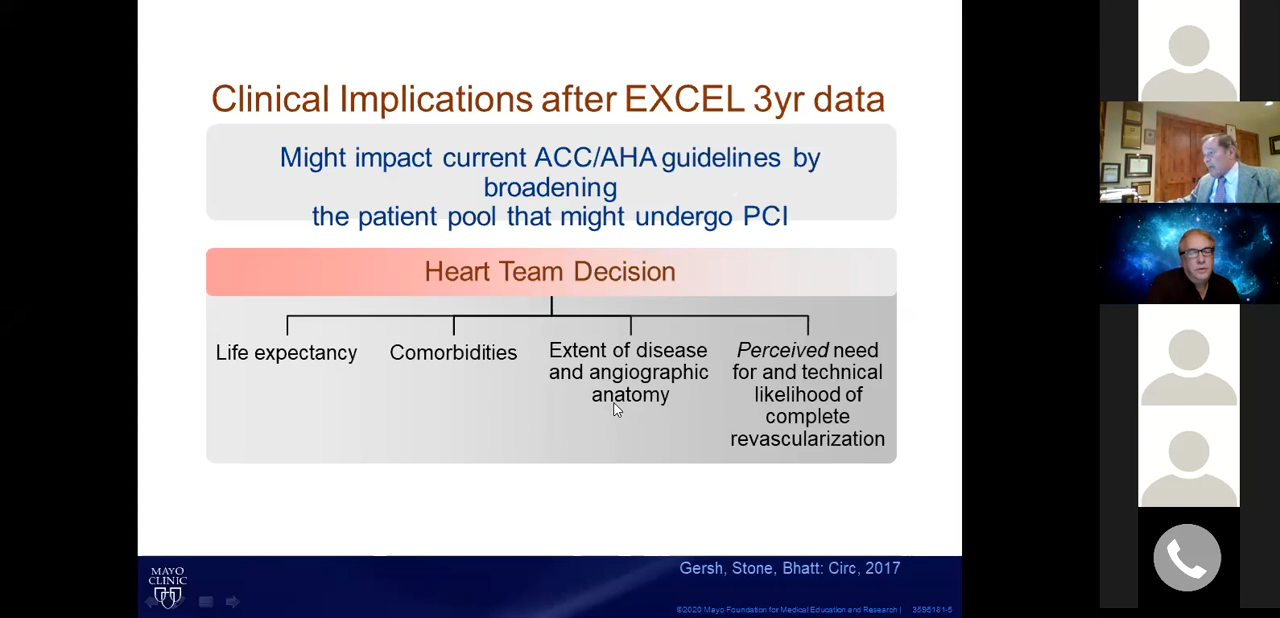 Clinical Implications after EXCEL 3yr data
Might impact current ACC/AHA guidelines by
broadening
the patient pool that might undergo PCI
Heart Team Decision
Life expectancy
Comorbidities
Extent of disease
and angiographic
anatomy
Perceived need
for and technical
likelihood of
complete
revascularization
Gersh, Stone, Bhatt: Circ, 2017
MAYO
CLINIC
©2020 Mayo Foundation for Medical Education and Research |